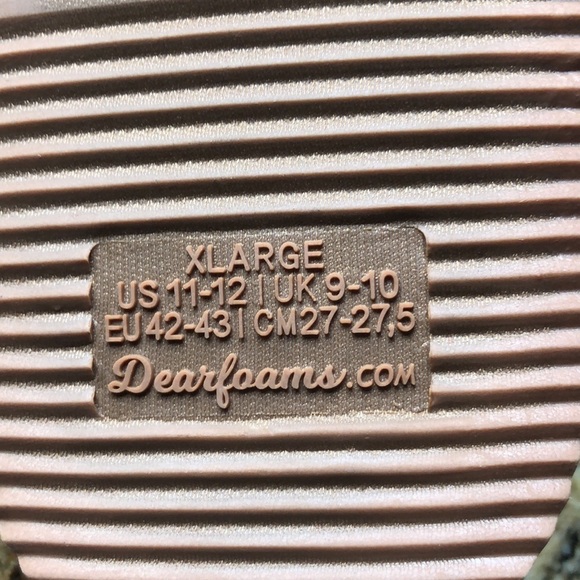 XLARGE
US 11-12 | UK 9-10
EU 42-43 | CM 27-27,5
Dearfoams.COM